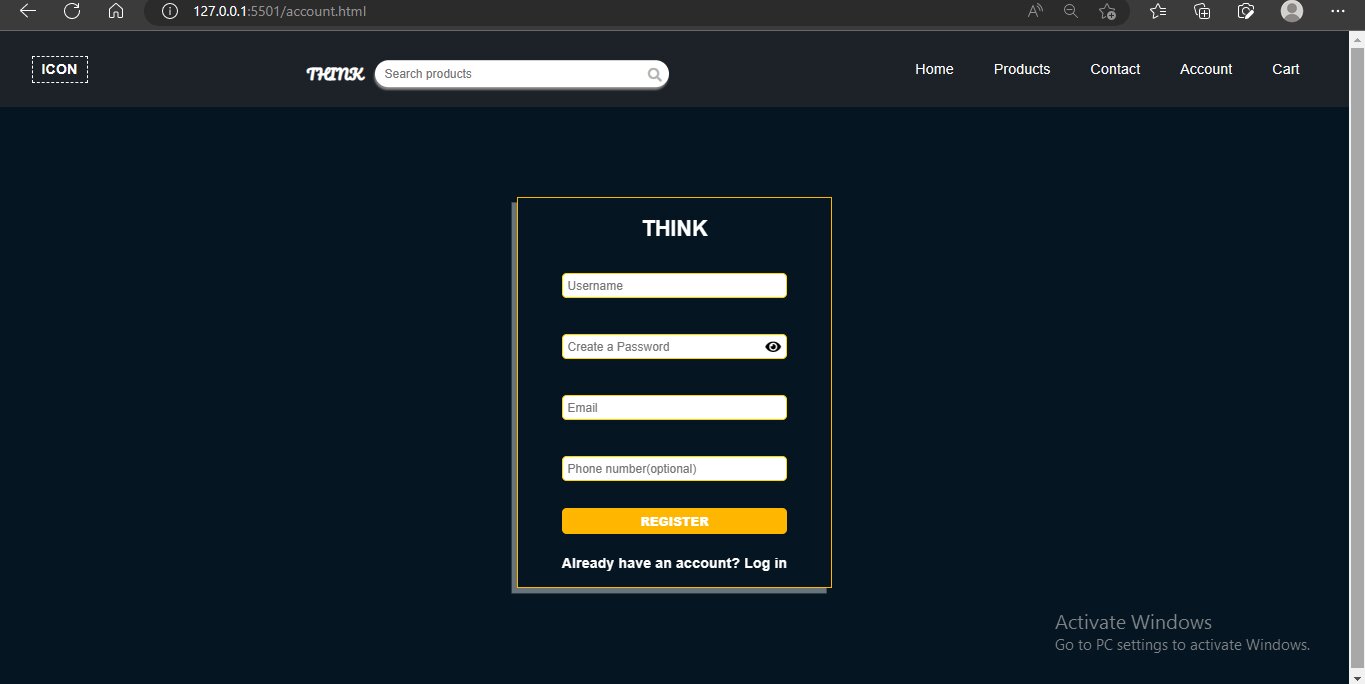 127.0.0.1:5501/account.html
ICON
THINK
Search products
Home
Products
Contact
Account
Cart
THINK
Username
Create a Password
Email
Phone number(optional)
REGISTER
Already have an account? Log in
Activate Windows
Go to PC settings to activate Windows.